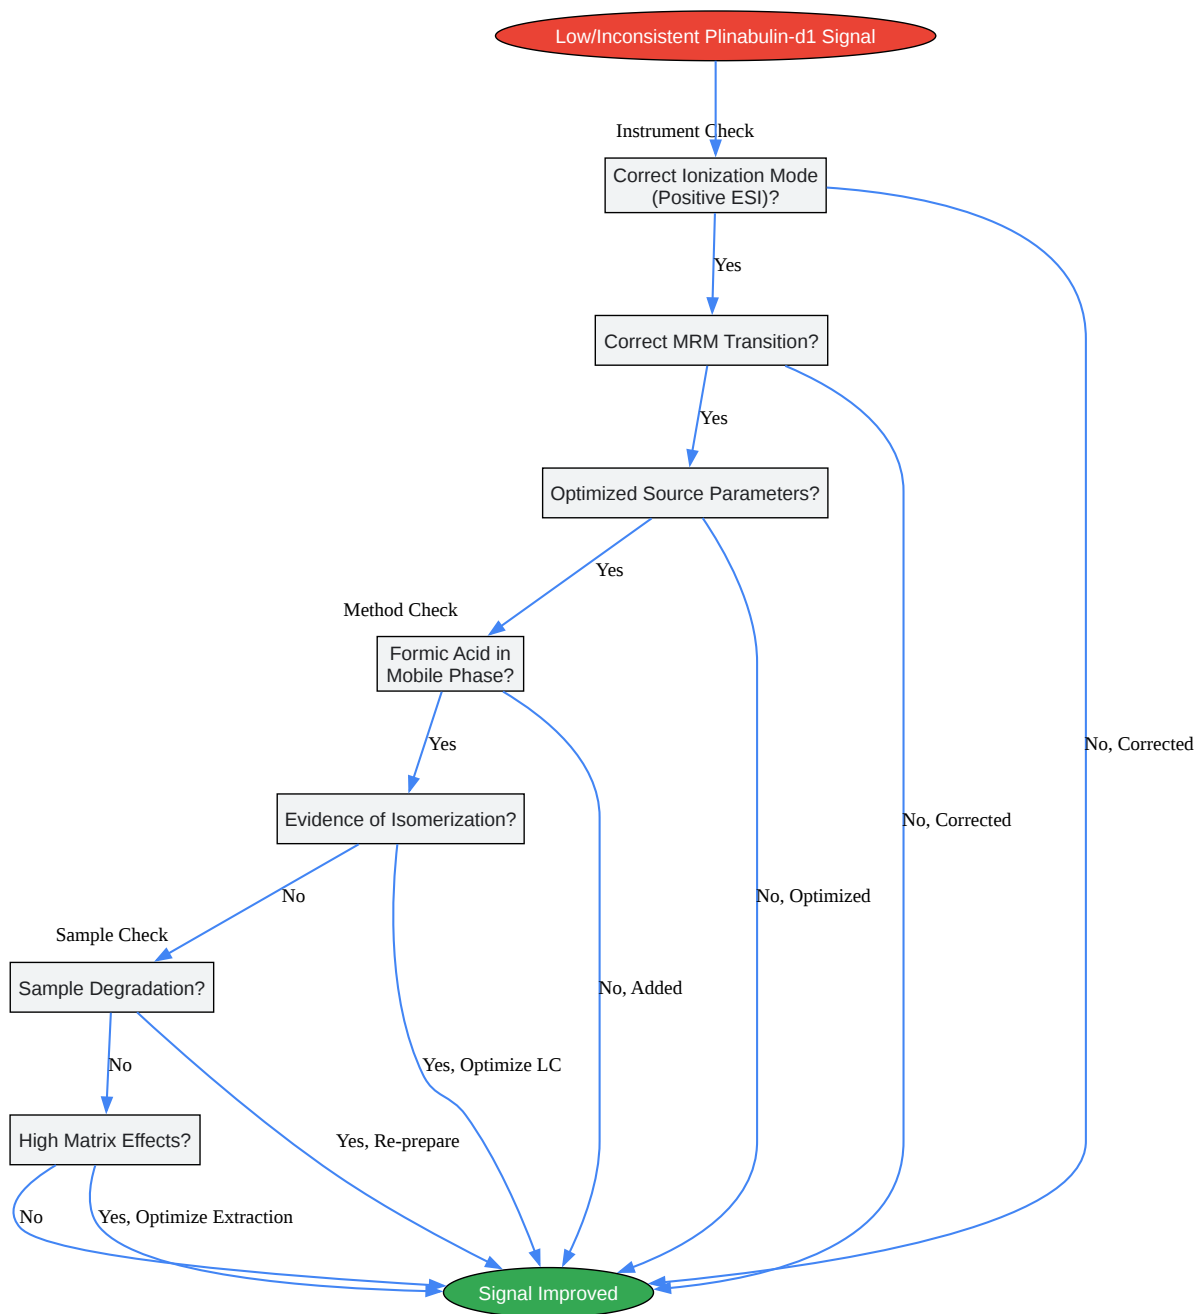 Low/Inconsistent Plinabulin-d1 Signal
Instrument Check
Correct Ionization Mode
(Positive ESI)?
Yes
Correct MRM Transition?
Yes
Optimized Source Parameters?
Yes
Method Check
Formic Acid in
Mobile Phase?
Yes
No, Corrected
Evidence of Isomerization?
No, Corrected
No
No, Optimized
Sample Check
Sample Degradation?
No, Added
No
Yes, Optimize LC
High Matrix Effects?
Yes, Re-prepare
No
Yes, Optimize Extraction
Signal Improved